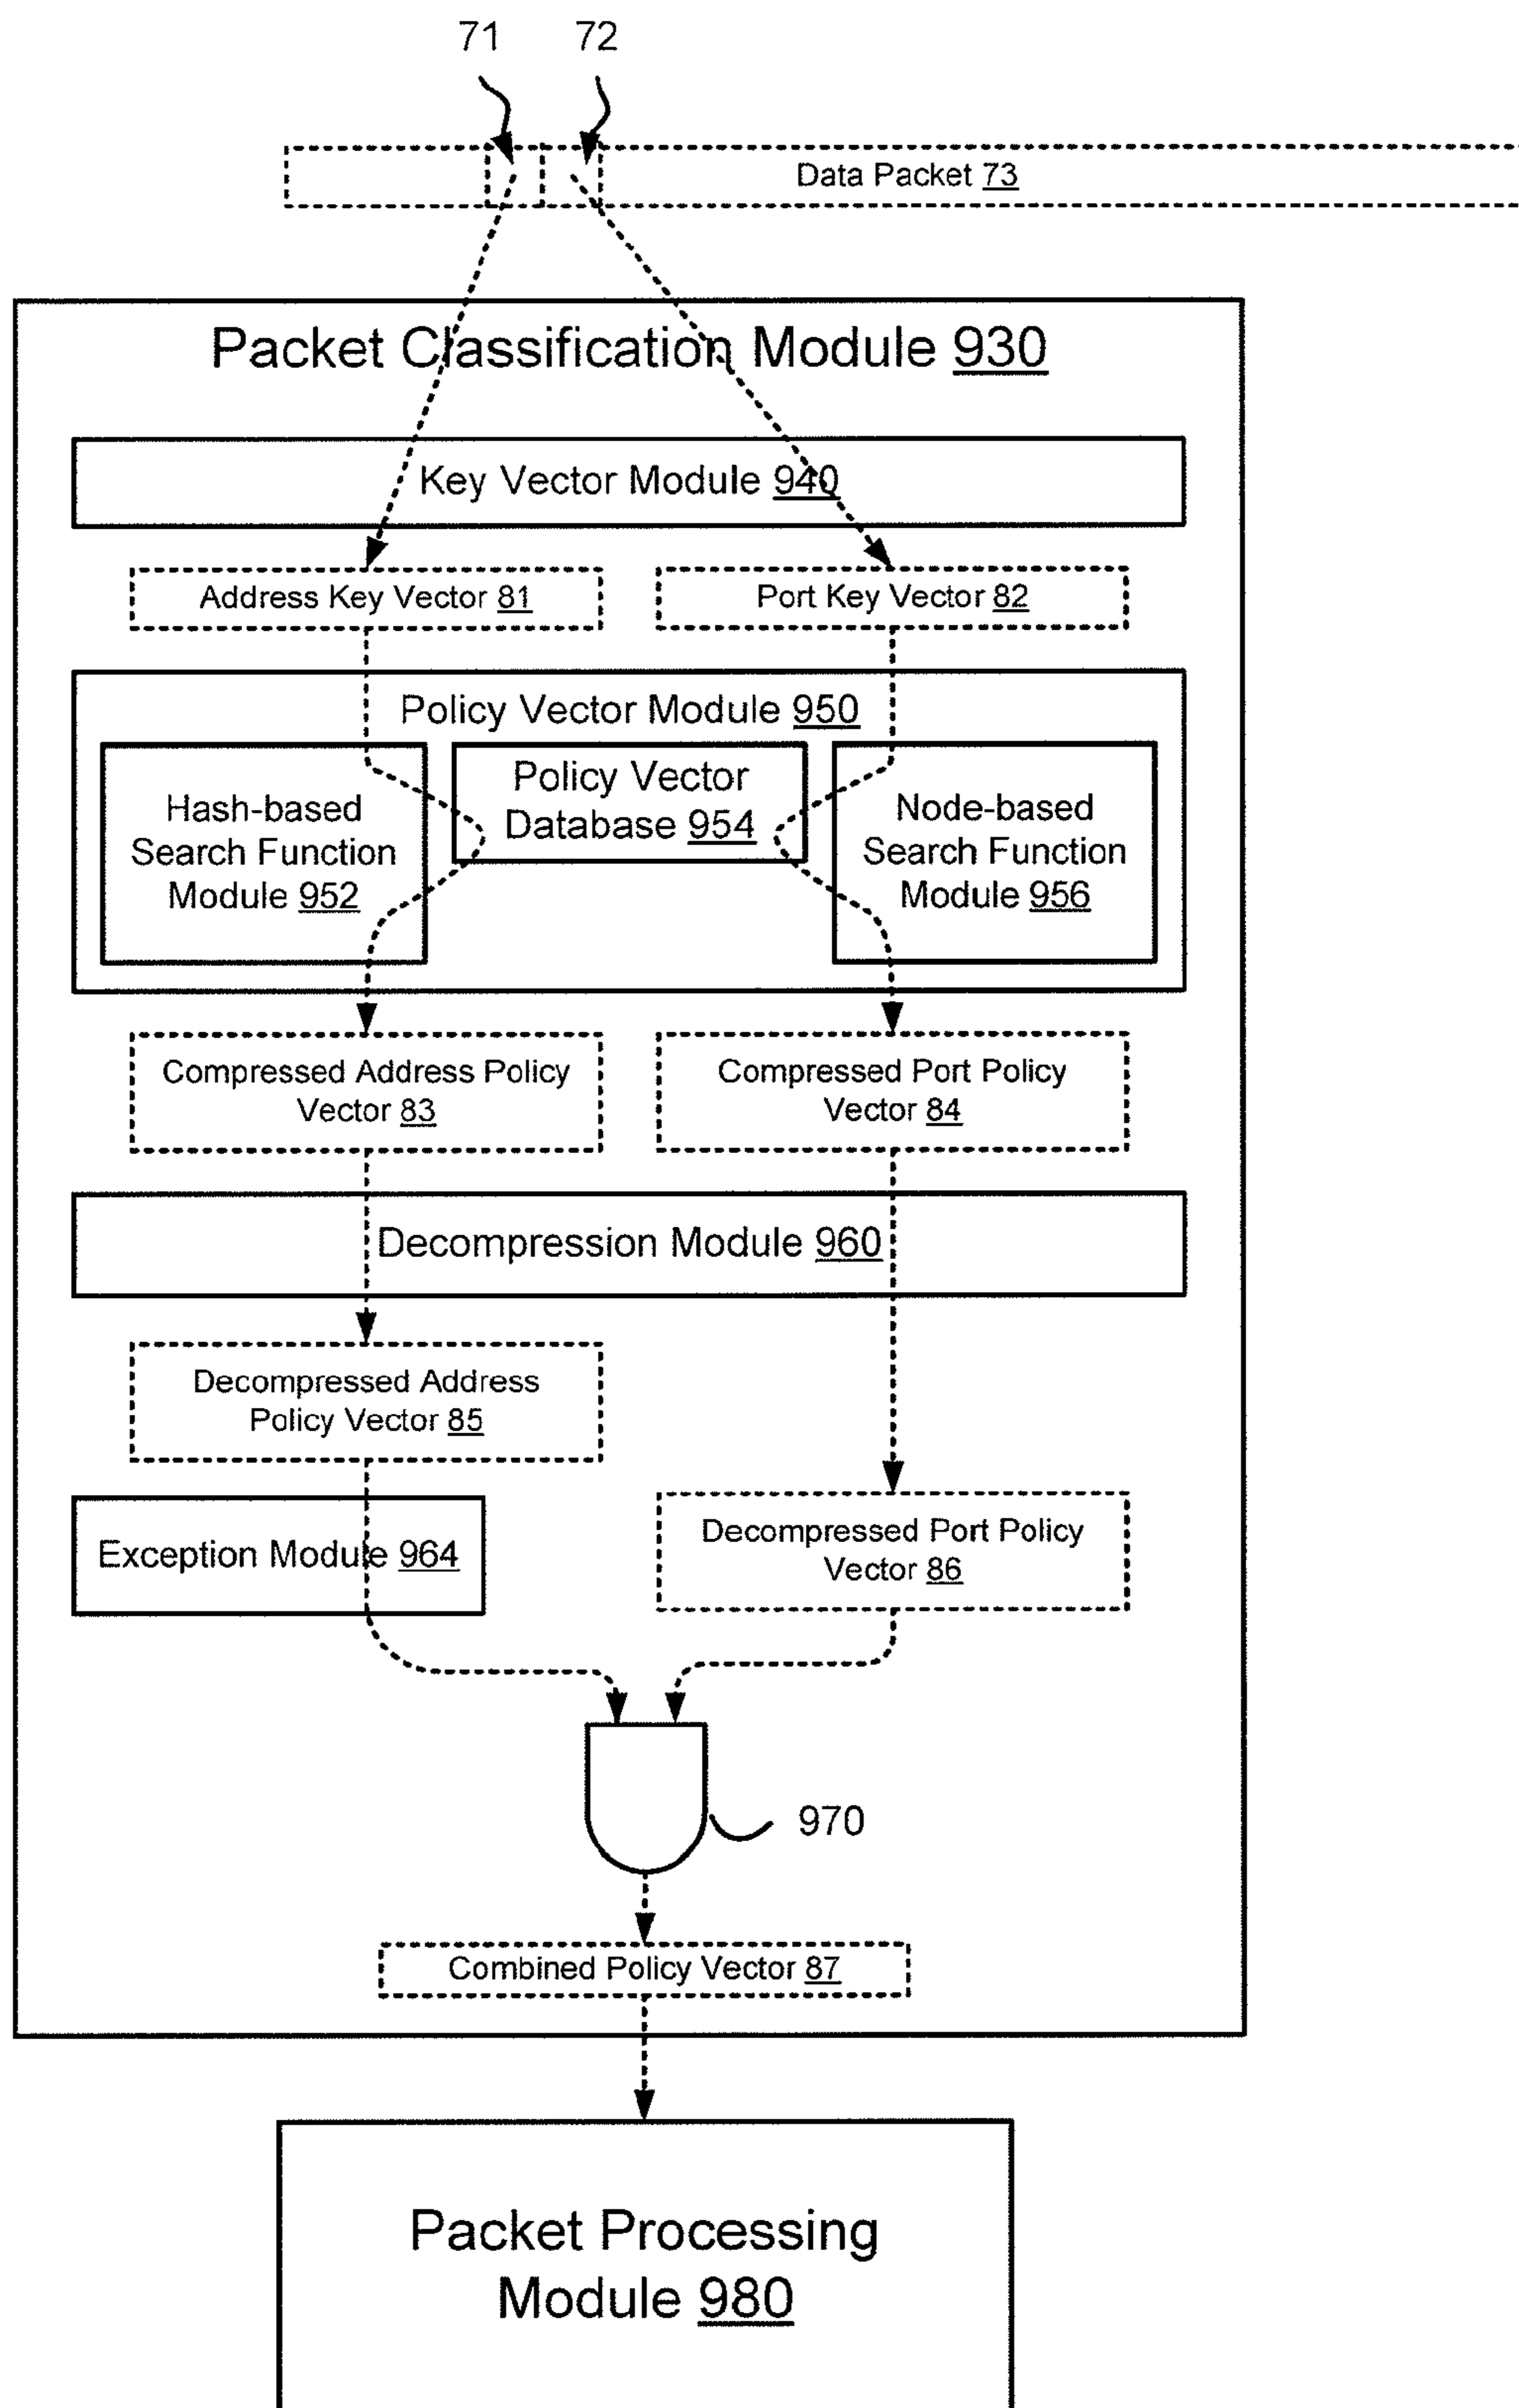 71 72
Data Packet 73
Packet Classification Module 930
Key Vector Module 940
Address Key Vector 81
Port Key Vector 82
Policy Vector Module 950
Hash-based
Search Function
Module 952
Policy Vector
Database 954
Node-based
Search Function
Module 956
Compressed Address Policy
Vector 83
Compressed Port Policy
Vector 84
Decompression Module 960
Decompressed Address
Policy Vector 85
Exception Module 964
Decompressed Port Policy
Vector 86
970
Combined Policy Vector 87
Packet Processing
Module 980